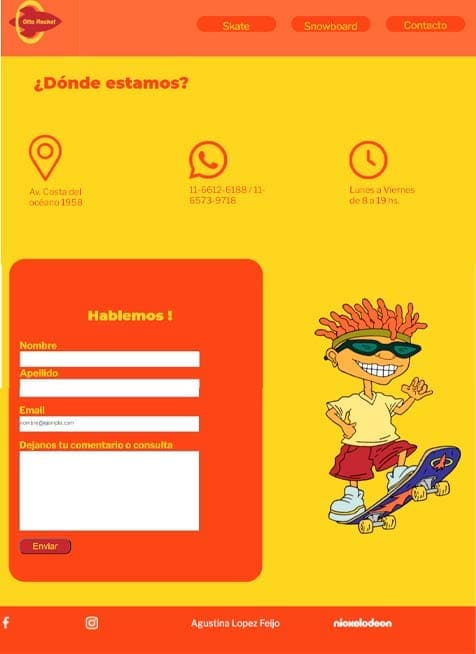 Otto Rocket
Skate
Snowboard
Contacto
¿Dónde estamos?
Av. Costa del
océano 1958
11-6612-6188 / 11-
6573-9718
Lunes a Viernes
de 8 a 19 hs.
Hablemos !
Nombre
Apellido
Email
nombre@ejemplo.com
Dejanos tu comentario o consulta
Enviar
Agustina Lopez Feijo
nickelodeon